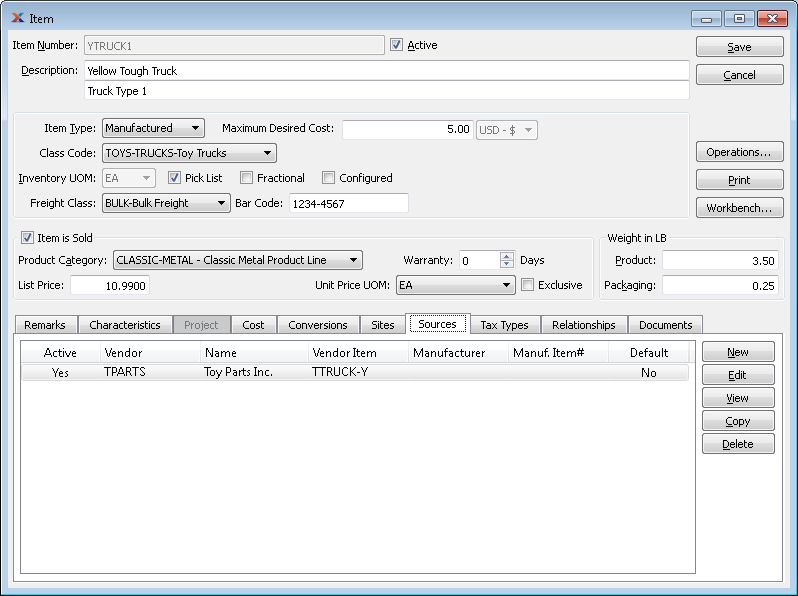 Item
Item Number: YTRUCK1 Active Save
Description: Yellow Tough Truck Cancel
Truck Type 1
Item Type: Manufactured Maximum Desired Cost: 5.00 USD - $
Class Code: TOYS-TRUCKS-Toy Trucks Operations...
Inventory UOM: EA Pick List Fractional Configured Print
Freight Class: BULK-Bulk Freight Bar Code: 1234-4567 Workbench...
Item is Sold Weight in LB
Product Category: CLASSIC-METAL - Classic Metal Product Line Warranty: 0 Days Product: 3.50
List Price: 10.9900 Unit Price UOM: EA Exclusive Packaging: 0.25
Remarks Characteristics Project Cost Conversions Sites Sources Tax Types Relationships Documents
Active Vendor Name Vendor Item Manufacturer Manuf. Item# Default New
Yes TPARTS Toy Parts Inc. TTRUCK-Y No Edit
View
Copy
Delete